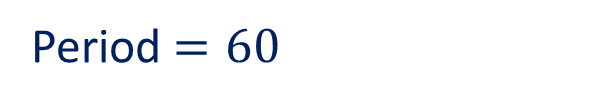 Period = 60